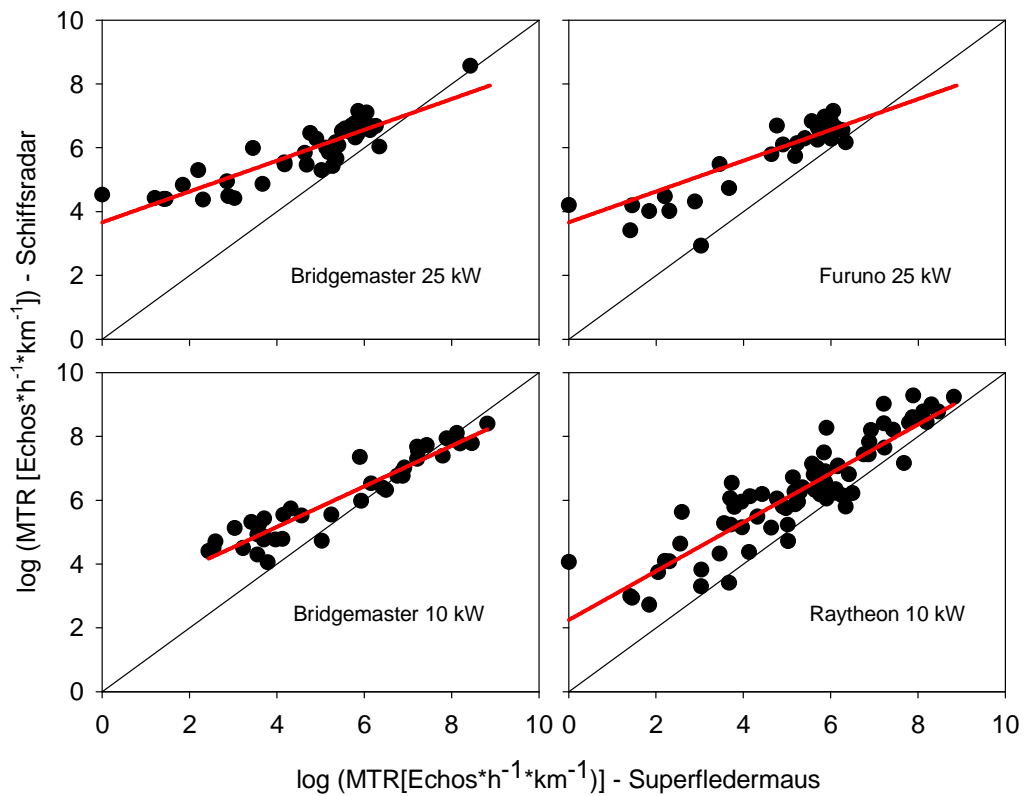 log (MTR [Echos*h⁻¹*km⁻¹]) - Schiffsradar
10
8
6
4
2
0
Bridgemaster 25 kW
Furuno 25 kW
10
8
6
4
2
0
Bridgemaster 10 kW
Raytheon 10 kW
0 2 4 6 8 10
0 2 4 6 8 10
log (MTR[Echos*h⁻¹*km⁻¹)] - Superfledermaus